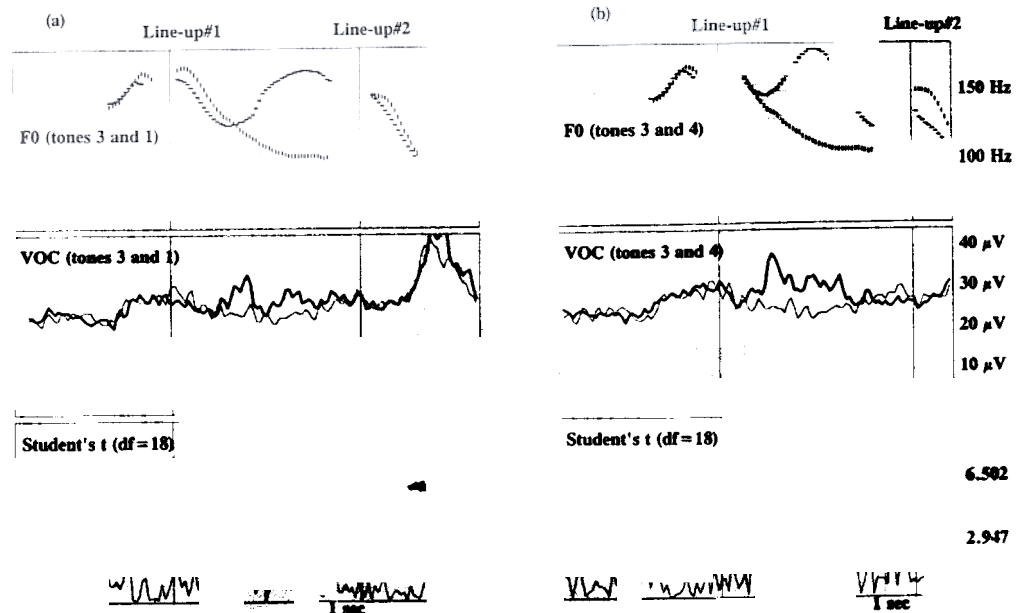 (a)
Line-up#1
Line-up#2
F0 (tones 3 and 1)
VOC (tones 3 and 1)
Student's t (df=18)
1 sec
(b)
Line-up#1
Line-up#2
150 Hz
F0 (tones 3 and 4)
100 Hz
VOC (tones 3 and 4)
40 µV
30 µV
20 µV
10 µV
Student's t (df=18)
6.502
2.947
1 sec